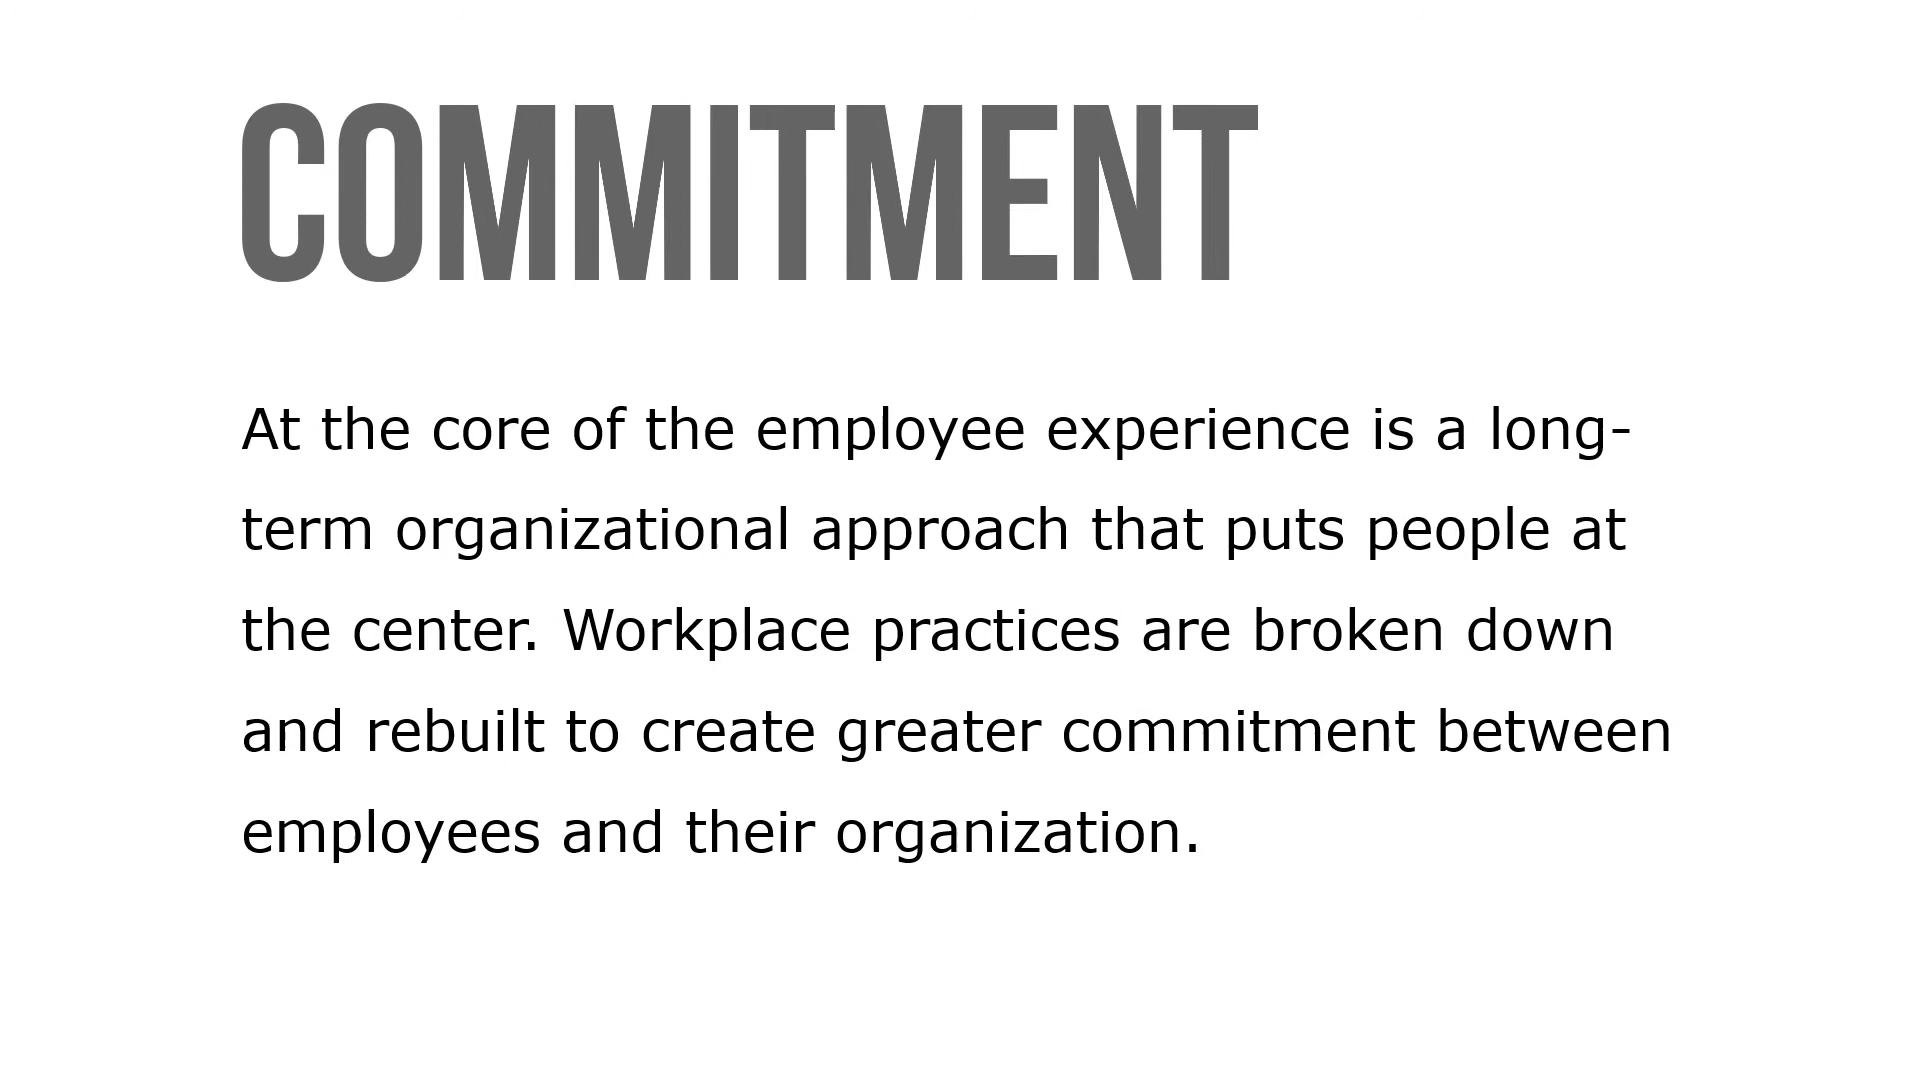 COMMITMENT
At the core of the employee experience is a long-
term organizational approach that puts people at
the center. Workplace practices are broken down
and rebuilt to create greater commitment between
employees and their organization.